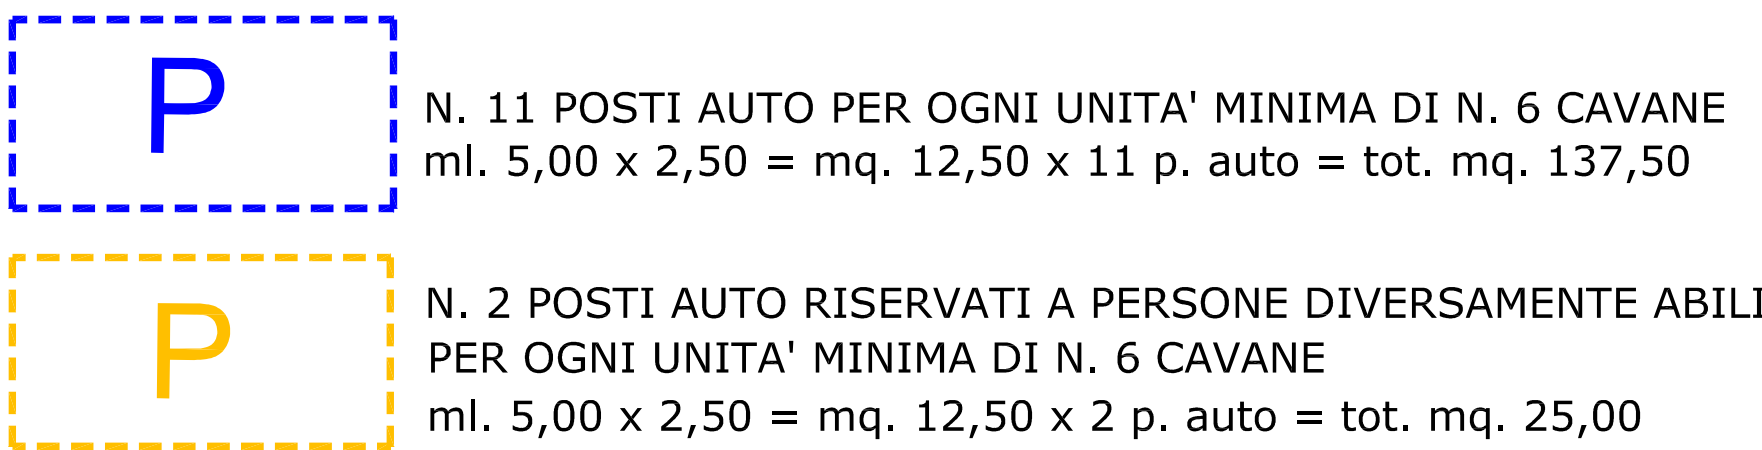 P
N. 11 POSTI AUTO PER OGNI UNITA' MINIMA DI N. 6 CAVANE
ml. 5,00 x 2,50 = mq. 12,50 x 11 p. auto = tot. mq. 137,50
P
N. 2 POSTI AUTO RISERVATI A PERSONE DIVERSAMENTE ABILI
PER OGNI UNITA' MINIMA DI N. 6 CAVANE
ml. 5,00 x 2,50 = mq. 12,50 x 2 p. auto = tot. mq. 25,00